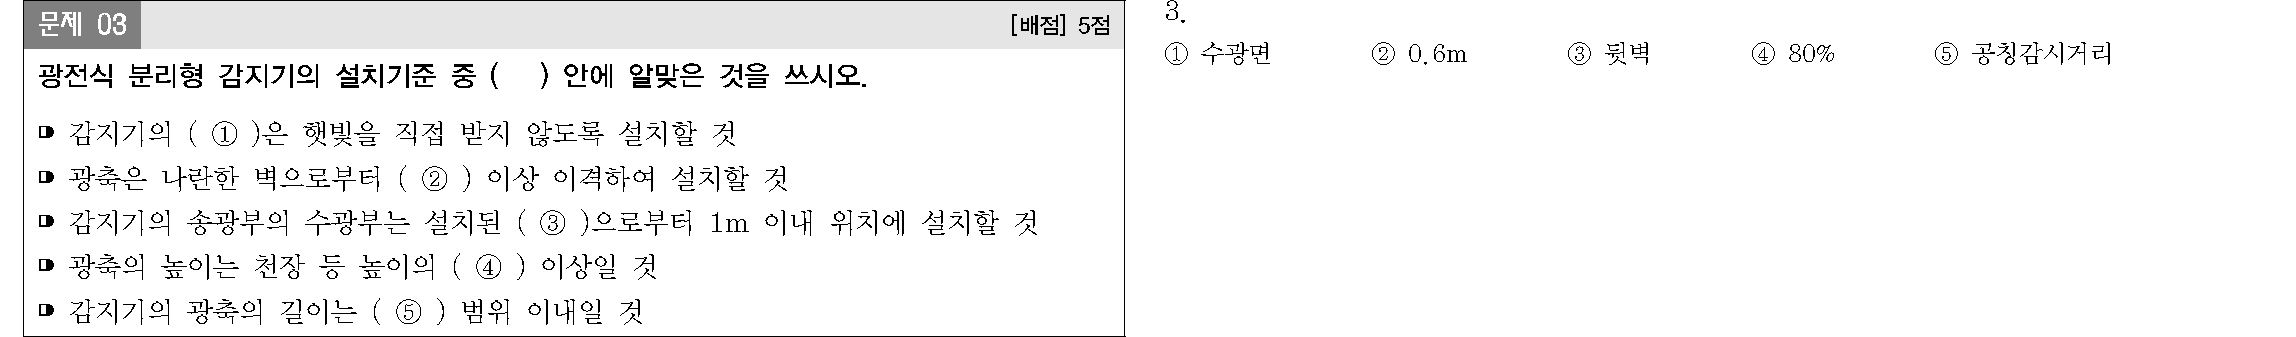 문제 03 [배점] 5점
광전식 분리형 감지기의 설치기준 중 ( ) 안에 알맞은 것을 쓰시오.
◗ 감지기의 ( ① )은 햇빛을 직접 받지 않도록 설치할 것
◗ 광축은 나란한 벽으로부터 ( ② ) 이상 이격하여 설치할 것
◗ 감지기의 송광부의 수광부는 설치된 ( ③ )으로부터 1m 이내 위치에 설치할 것
◗ 광축의 높이는 천장 등 높이의 ( ④ ) 이상일 것
◗ 감지기의 광축의 길이는 ( ⑤ ) 범위 이내일 것
3.
① 수광면 ② 0.6m ③ 뒷벽 ④ 80% ⑤ 공칭감시거리